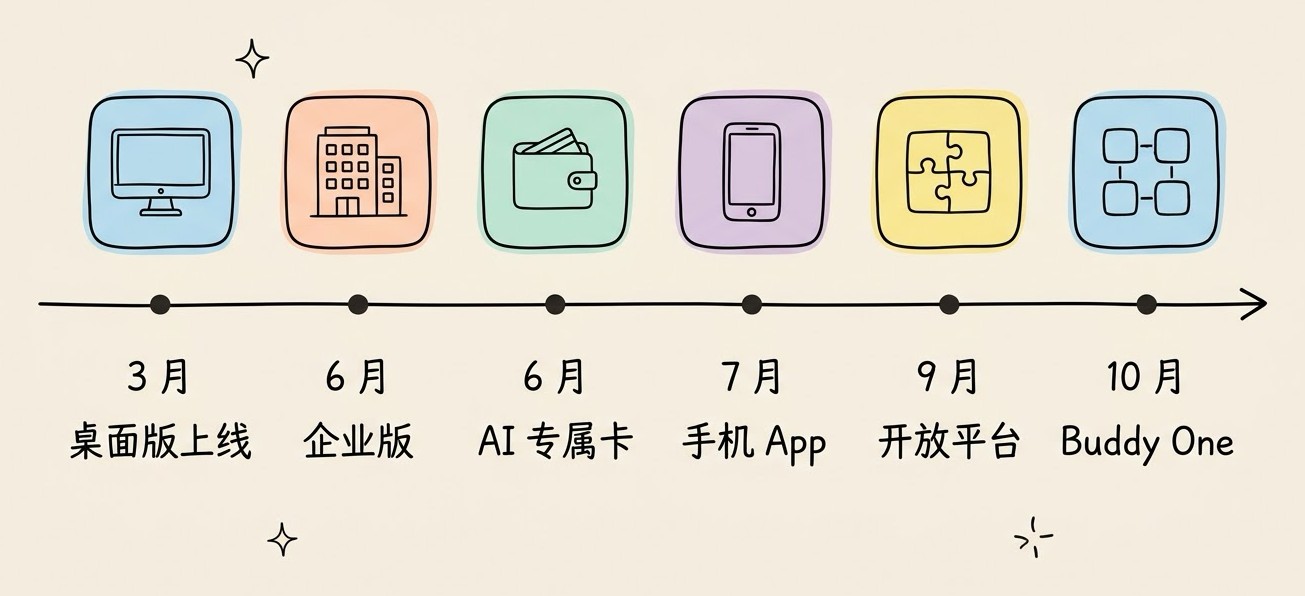 3 月
桌面版上线
6 月
企业版
6 月
AI 专属卡
7 月
手机 App
9 月
开放平台
10 月
Buddy One